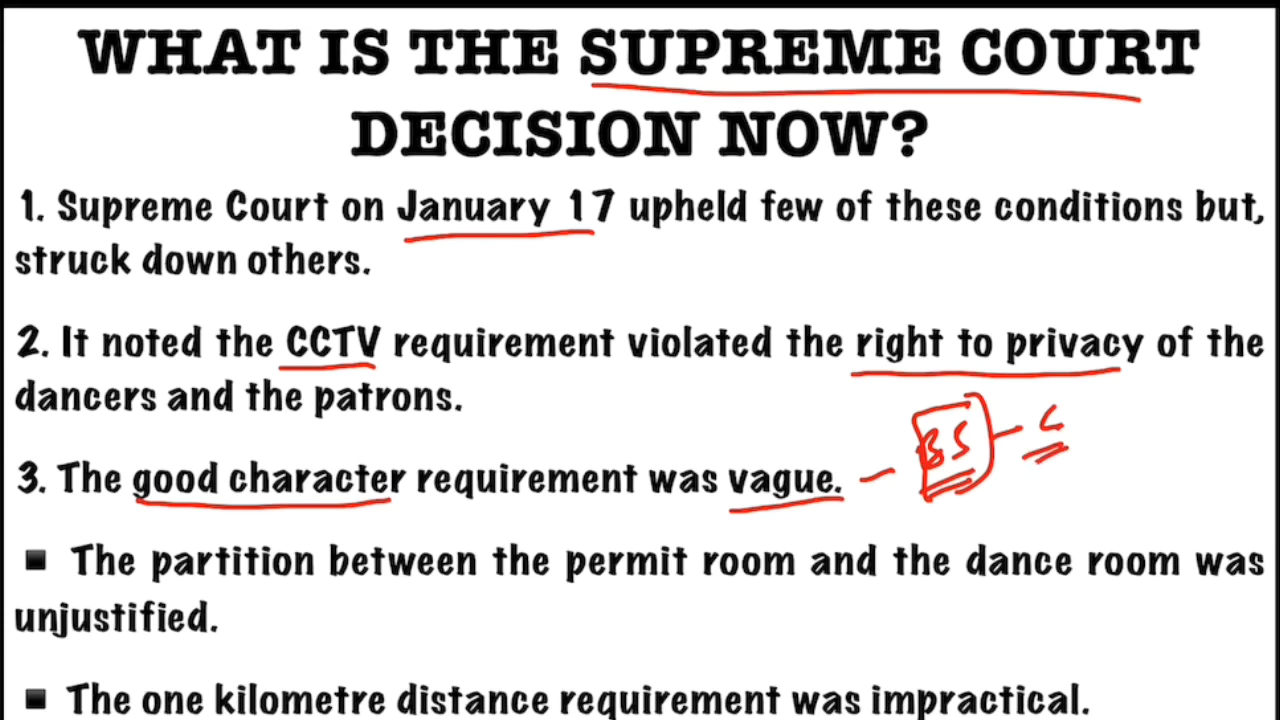 WHAT IS THE SUPREME COURT
DECISION NOW?
1. Supreme Court on January 17 upheld few of these conditions but,
struck down others.
2. It noted the CCTV requirement violated the right to privacy of the
dancers and the patrons.
3. The good character requirement was vague.
BS
▪ The partition between the permit room and the dance room was
unjustified.
▪ The one kilometre distance requirement was impractical.